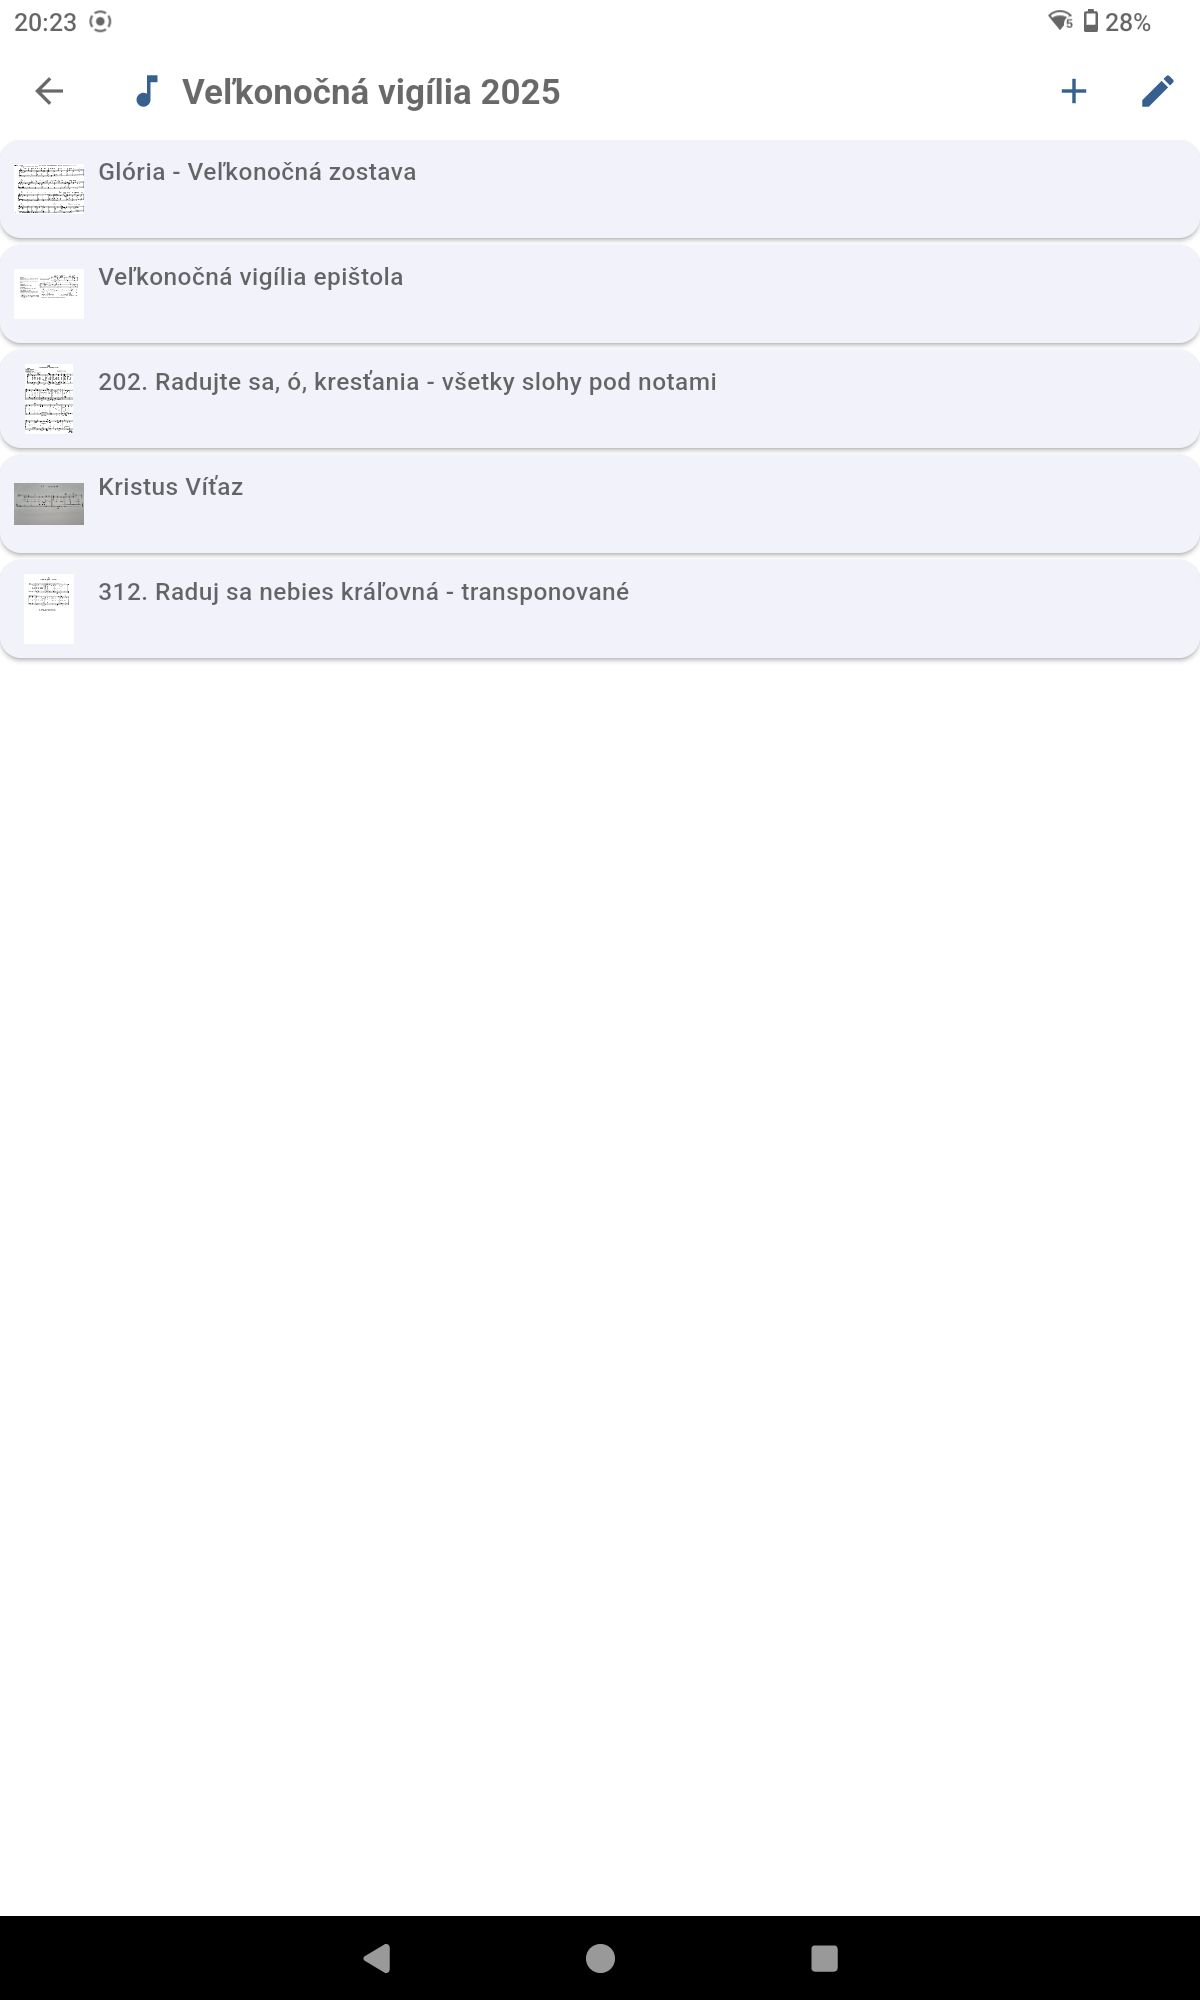 20:23
5
28%
Veľkonočná vigília 2025
Glória - Veľkonočná zostava
Veľkonočná vigília epištola
202. Radujte sa, ó, kresťania - všetky slohy pod notami
Kristus Víťaz
312. Raduj sa nebies kráľovná - transponované